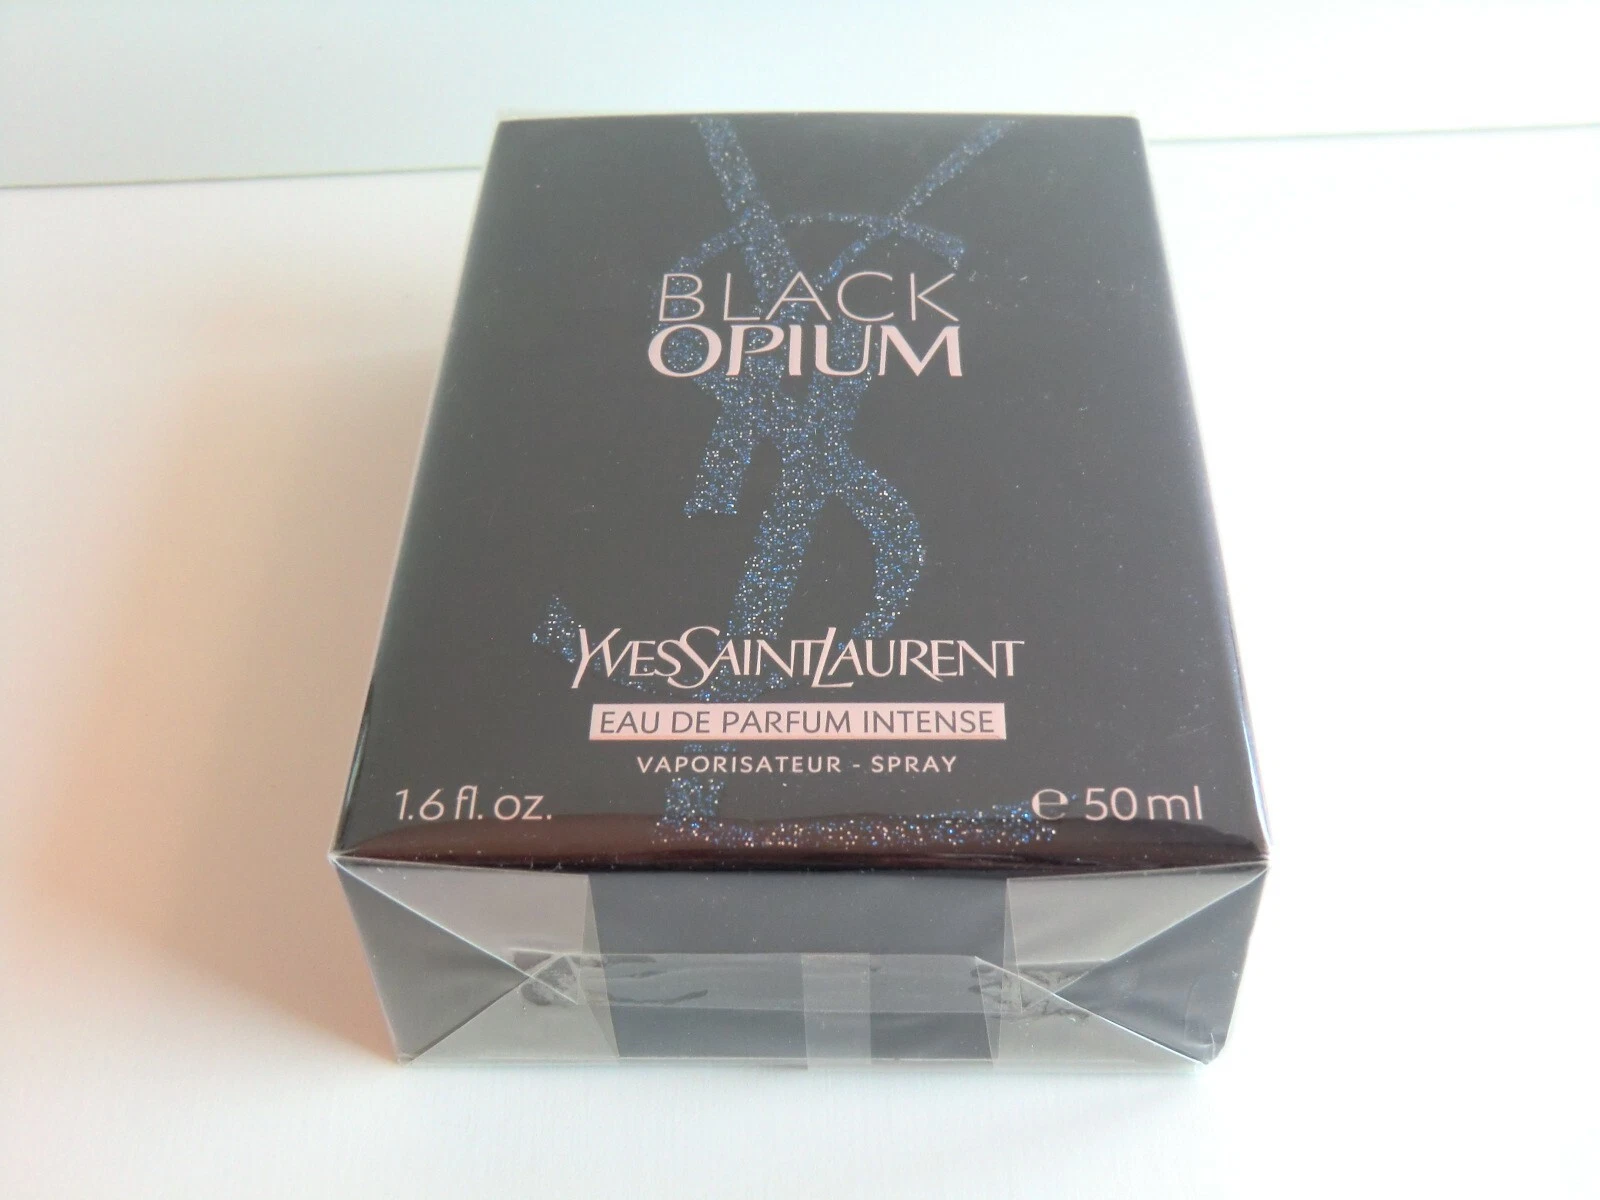 BLACK
OPIUM
YVESSAINTLAURENT
EAU DE PARFUM INTENSE
VAPORISATEUR - SPRAY
1.6 fl. oz. ℮ 50 ml